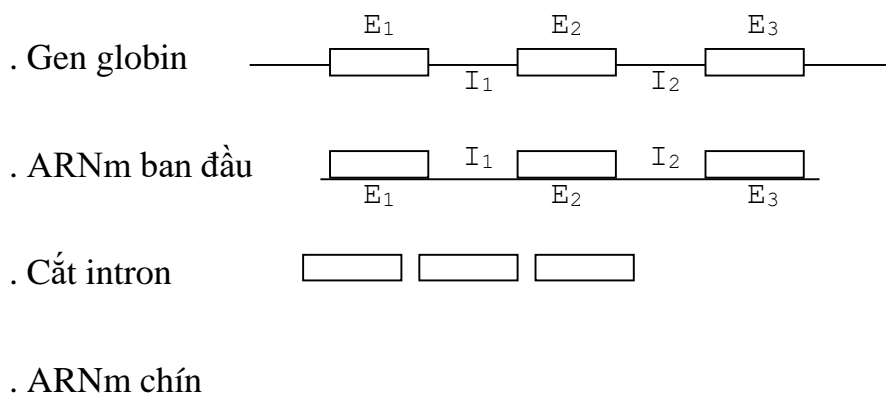 E₁ E₂ E₃
. Gen globin
I₁ I₂
. ARNm ban đầu I₁ I₂
E₁ E₂ E₃
. Cắt intron
. ARNm chín